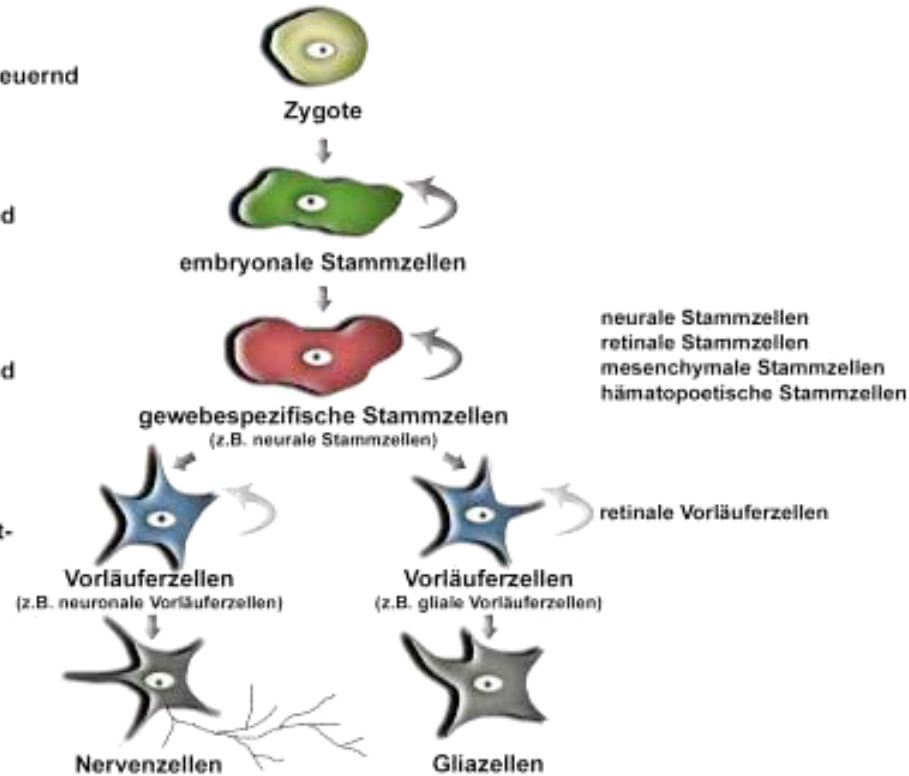 euernd
Zygote
d
embryonale Stammzellen
neurale Stammzellen
retinale Stammzellen
mesenchymale Stammzellen
hämatopoetische Stammzellen
d
gewebespezifische Stammzellen
(z.B. neurale Stammzellen)
retinale Vorläuferzellen
t-
Vorläuferzellen
(z.B. neuronale Vorläuferzellen)
Vorläuferzellen
(z.B. gliale Vorläuferzellen)
Nervenzellen
Gliazellen